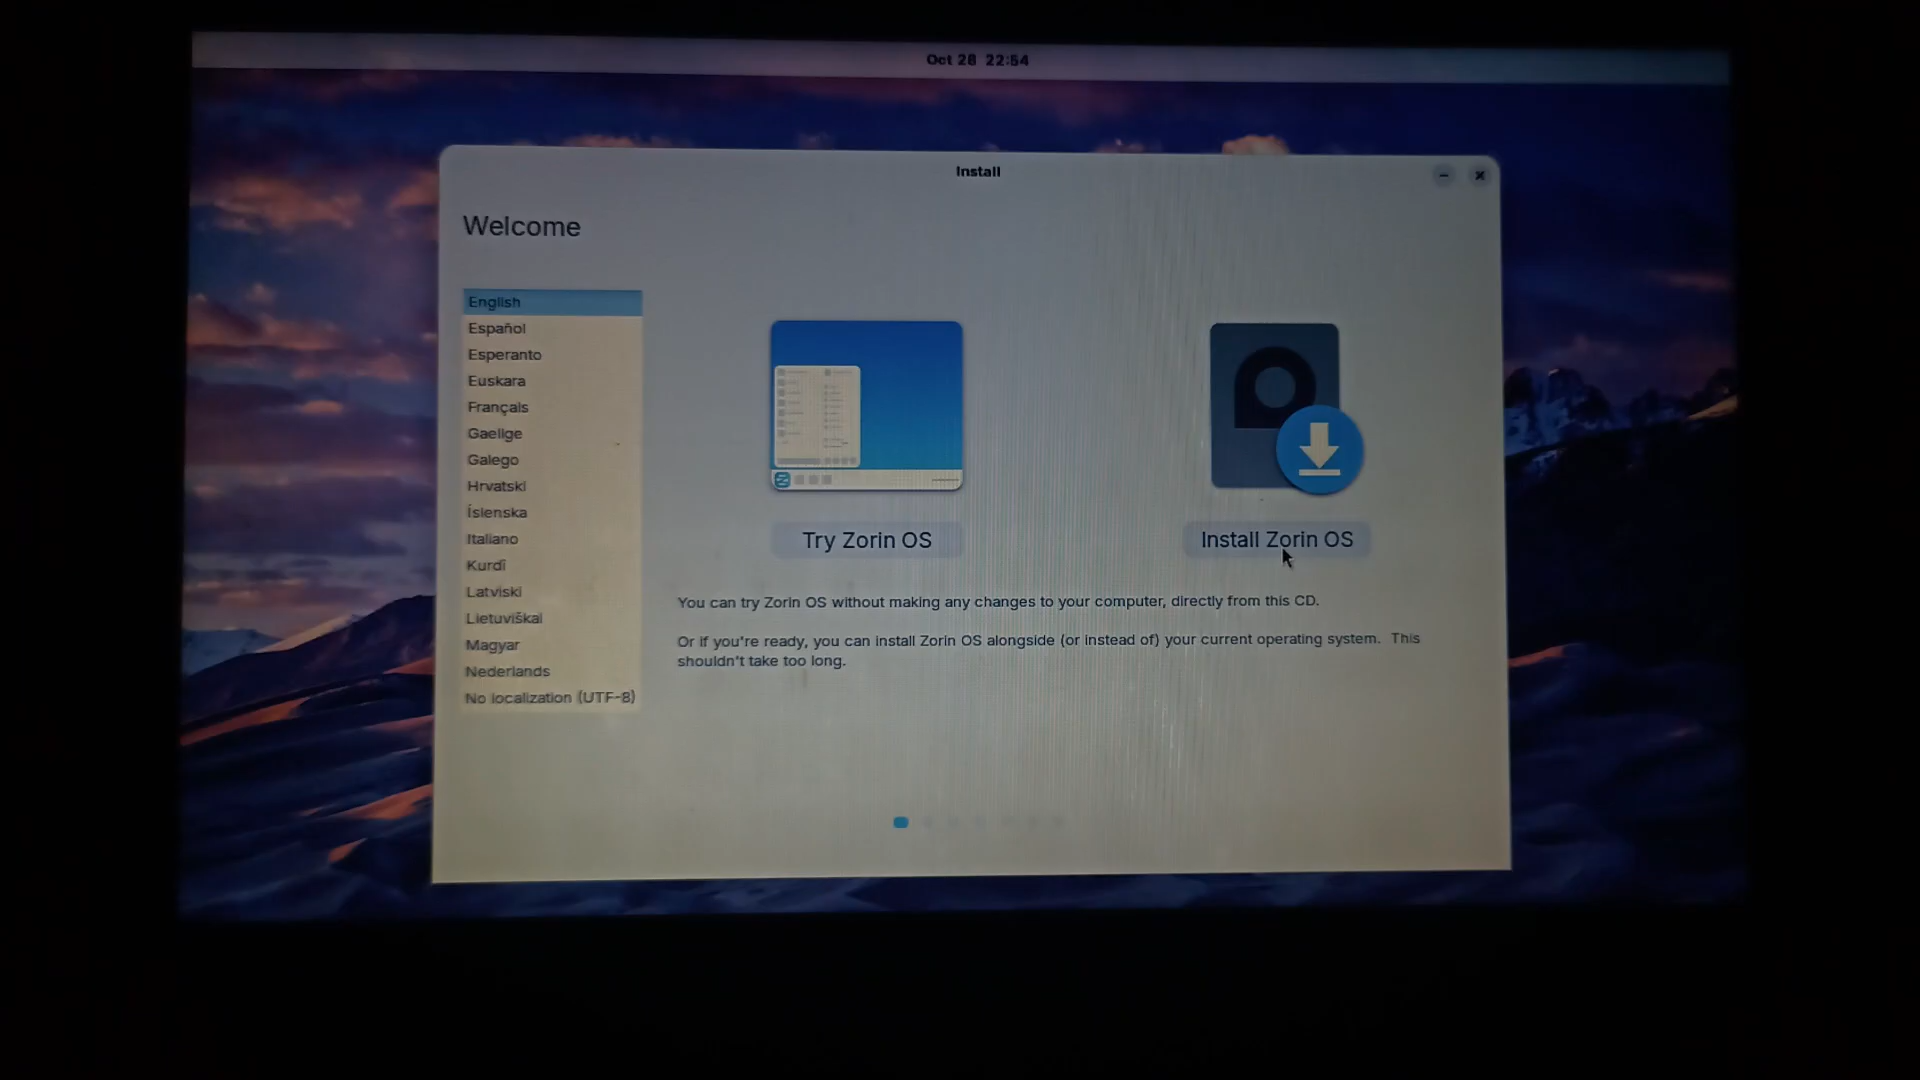 Oct 28 22:54
Install
Welcome
English
Español
Esperanto
Euskara
Français
Gaeilge
Galego
Hrvatski
Íslenska
Italiano
Kurdî
Latviski
Lietuviškai
Magyar
Nederlands
No localization (UTF-8)
Try Zorin OS
Install Zorin OS
You can try Zorin OS without making any changes to your computer, directly from this CD.
Or if you're ready, you can install Zorin OS alongside (or instead of) your current operating system. This
shouldn't take too long.